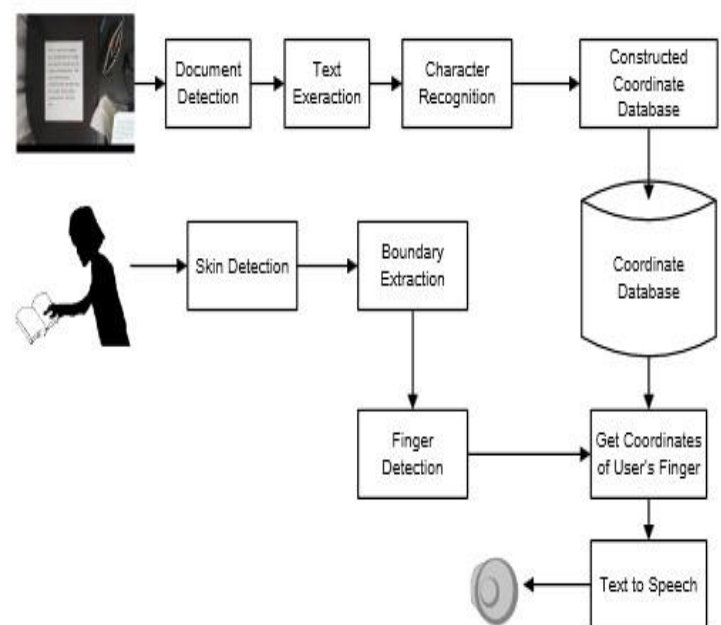 Document
Detection
Text
Exeraction
Character
Recognition
Constructed
Coordinate
Database
Skin Detection
Boundary
Extraction
Coordinate
Database
Finger
Detection
Get Coordinates
of User's Finger
Text to Speech